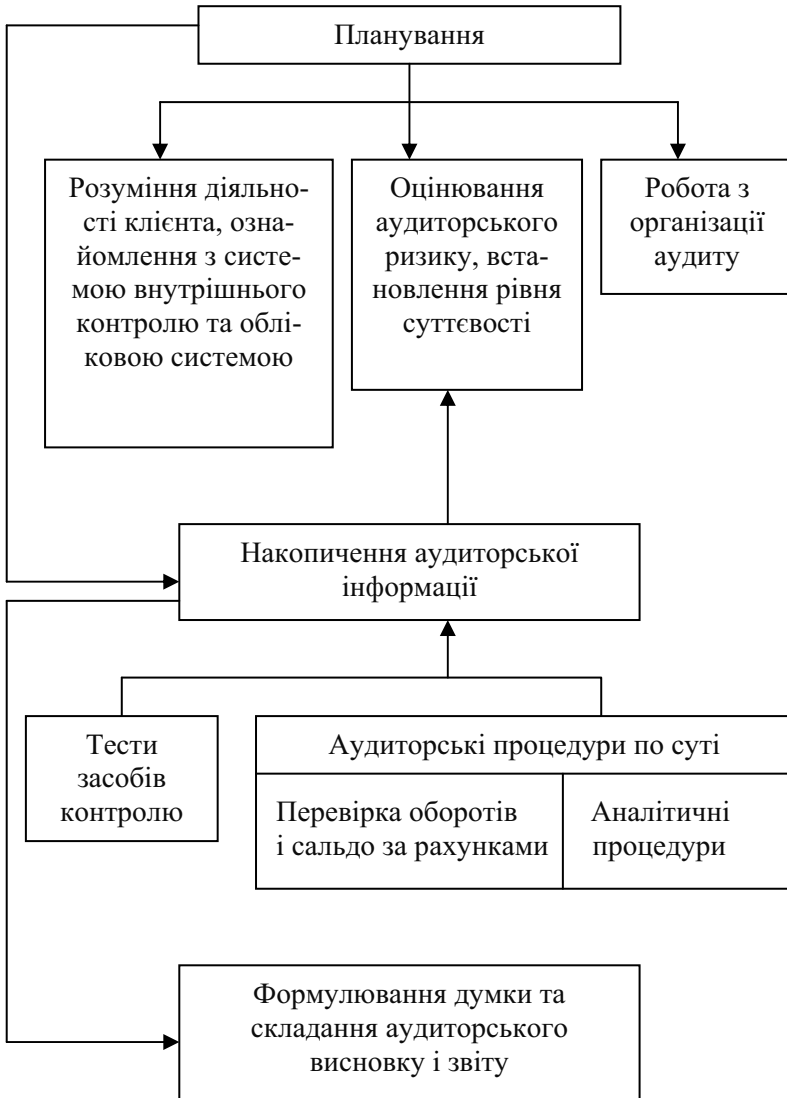 Планування
Розуміння діяльно-
сті клієнта, озна-
йомлення з систе-
мою внутрішнього
контролю та облі-
ковою системою
Оцінювання
аудиторського
ризику, вста-
новлення рівня
суттєвості
Робота з
організації
аудиту
Накопичення аудиторської
інформації
Тести
засобів
контролю
Аудиторські процедури по суті
Перевірка оборотів
і сальдо за рахунками
Аналітичні
процедури
Формулювання думки та
складання аудиторського
висновку і звіту